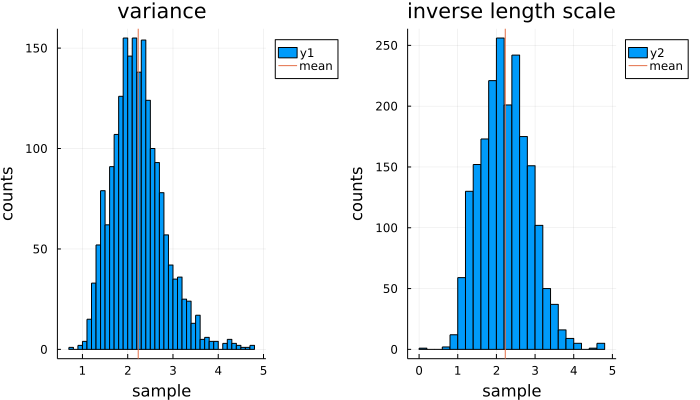 variance
counts
150
100
50
0
1 2 3 4 5
sample
y1
mean
inverse length scale
counts
250
200
150
100
50
0
0 1 2 3 4 5
sample
y2
mean